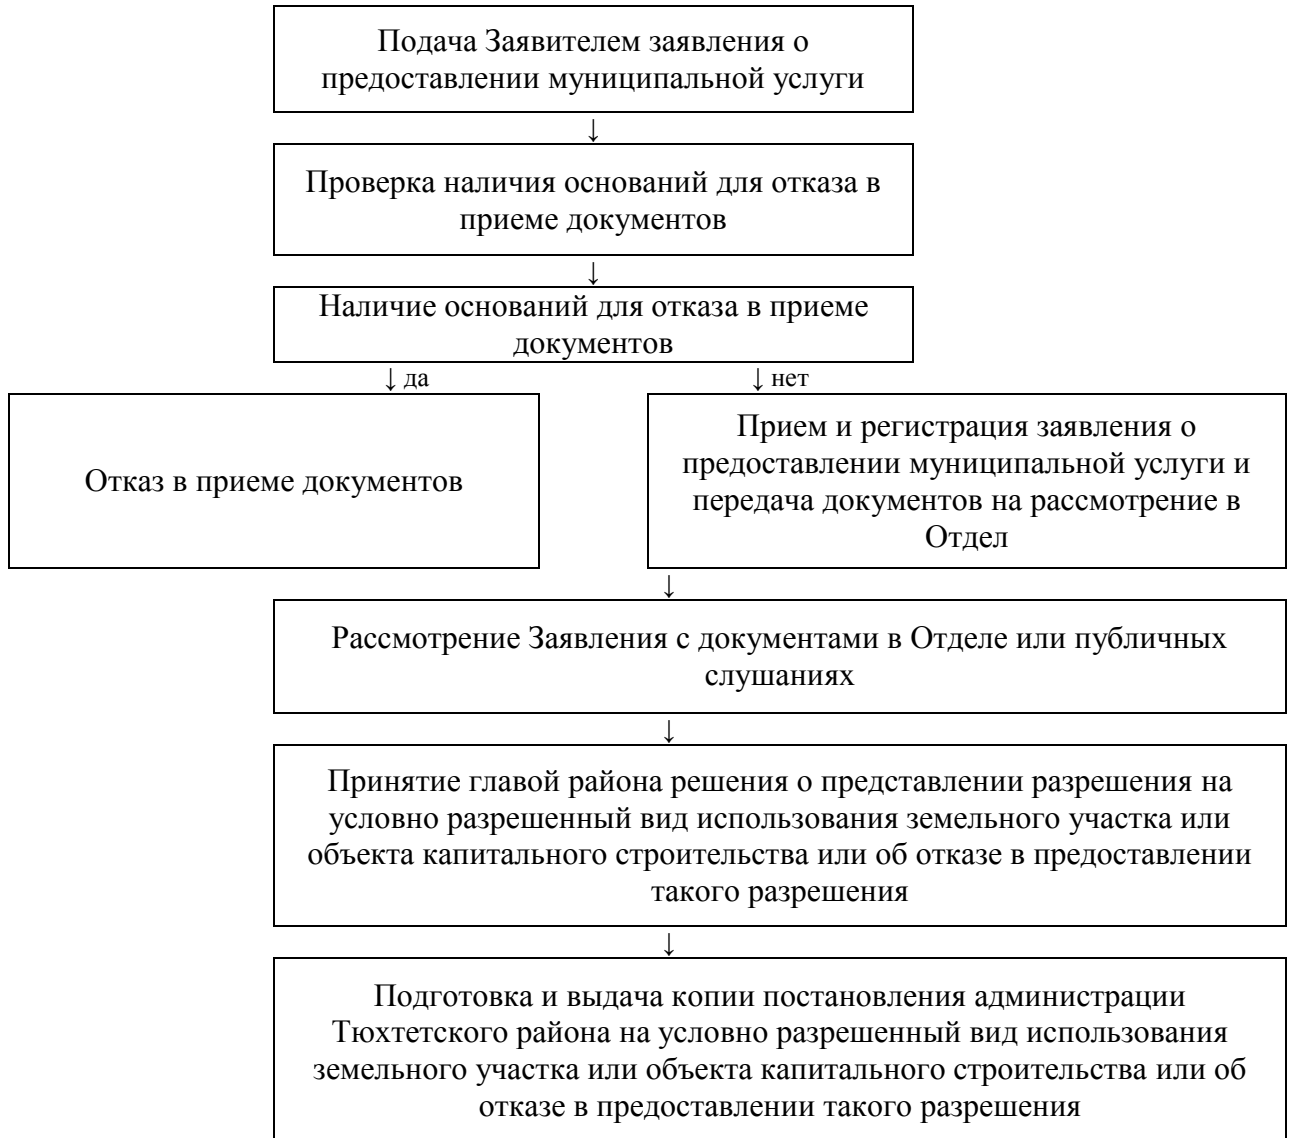 Подача Заявителем заявления о
предоставлении муниципальной услуги
↓
Проверка наличия оснований для отказа в
приеме документов
↓
Наличие оснований для отказа в приеме
документов
↓ да ↓ нет
Отказ в приеме документов
Прием и регистрация заявления о
предоставлении муниципальной услуги и
передача документов на рассмотрение в
Отдел
↓
Рассмотрение Заявления с документами в Отделе или публичных
слушаниях
↓
Принятие главой района решения о представлении разрешения на
условно разрешенный вид использования земельного участка или
объекта капитального строительства или об отказе в предоставлении
такого разрешения
↓
Подготовка и выдача копии постановления администрации
Тюхтетского района на условно разрешенный вид использования
земельного участка или объекта капитального строительства или об
отказе в предоставлении такого разрешения